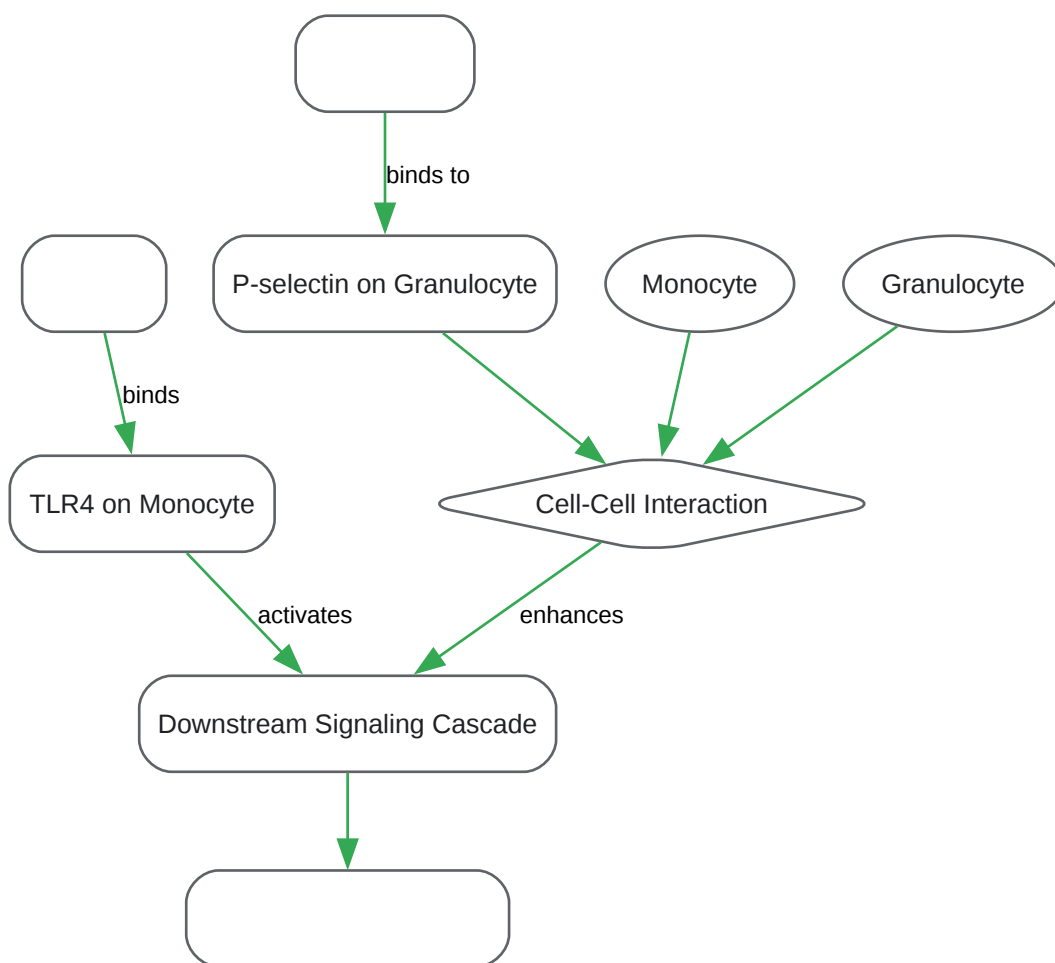 binds to
P-selectin on Granulocyte
Monocyte
Granulocyte
binds
TLR4 on Monocyte
Cell-Cell Interaction
activates
enhances
Downstream Signaling Cascade